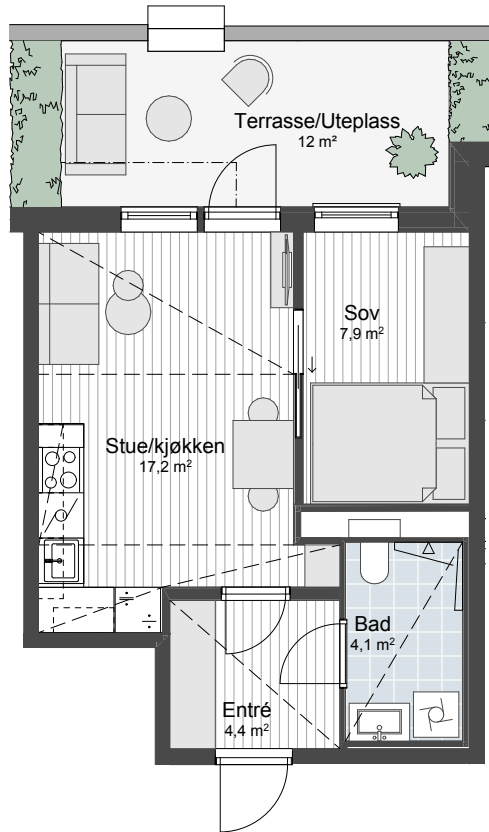 Terrasse/Uteplass
12 m²
Sov
7,9 m²
Stue/kjøkken
17,2 m²
Bad
4,1 m²
Entré
4,4 m²